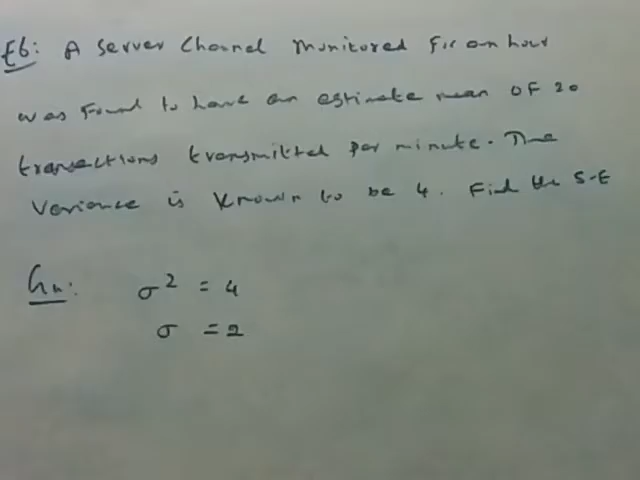 E6: A Server Channel Monitored For an hour
was Found to have an estimate mean OF 20
transactions transmitted per minute. The
Variance is known to be 4. Find the S.E
Gn: σ² = 4
σ = 2